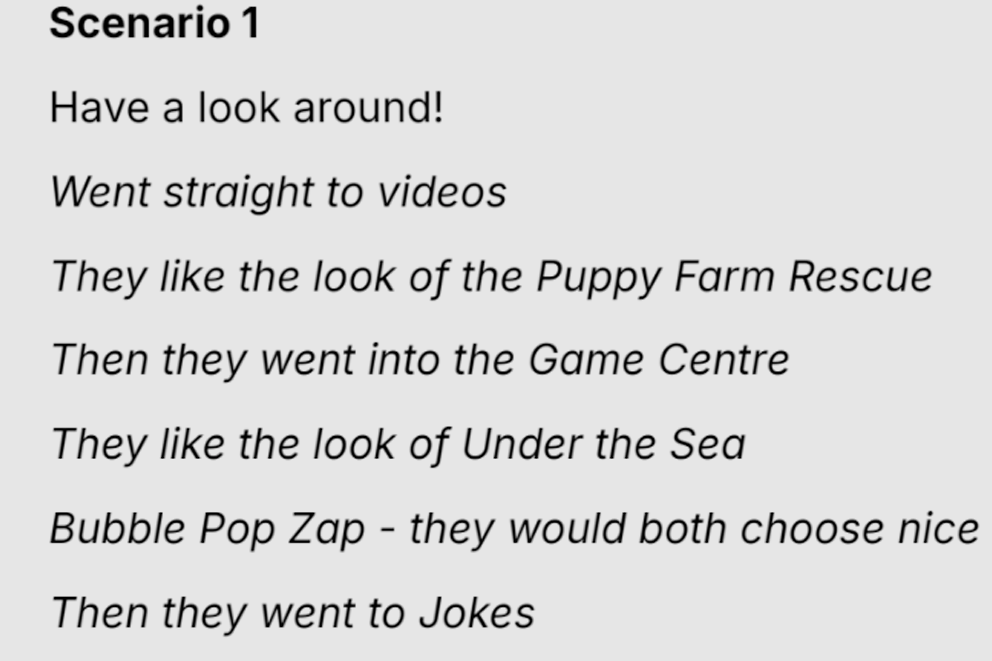 Scenario 1
Have a look around!
Went straight to videos
They like the look of the Puppy Farm Rescue
Then they went into the Game Centre
They like the look of Under the Sea
Bubble Pop Zap - they would both choose nice
Then they went to Jokes